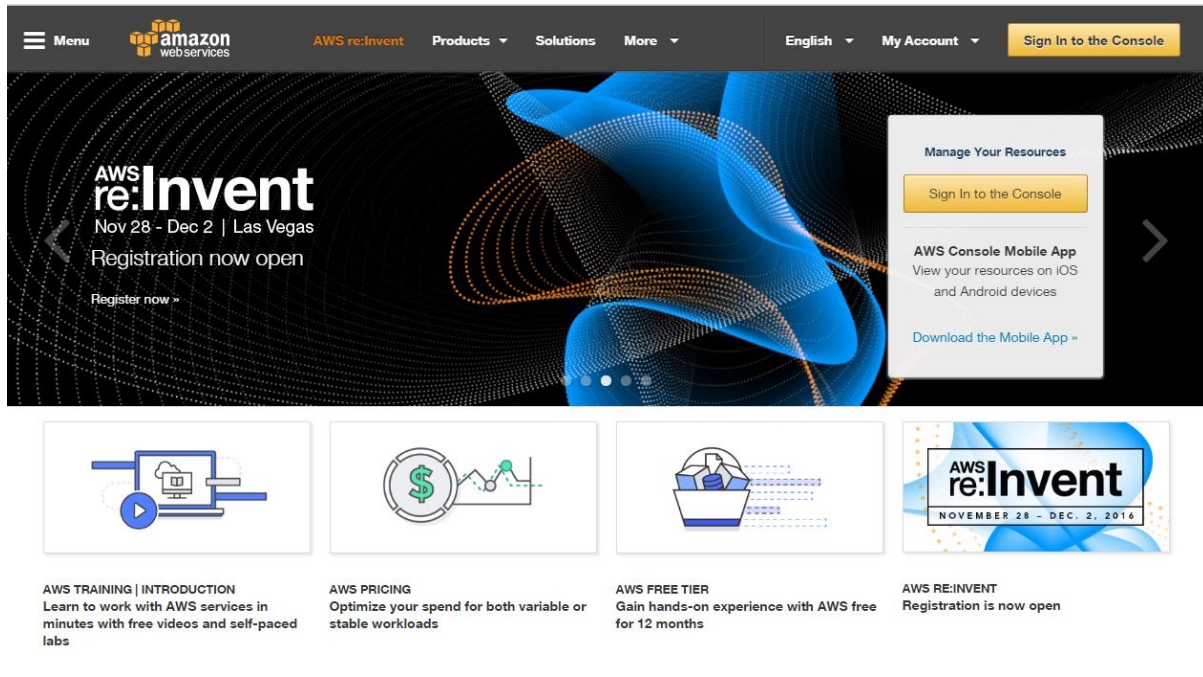 Menu
amazon
webservices
AWS re:Invent
Products
Solutions
More
English
My Account
Sign In to the Console
AWS
re:Invent
Nov 28 - Dec 2 | Las Vegas
Registration now open
Register now »
Manage Your Resources
Sign In to the Console
AWS Console Mobile App
View your resources on iOS
and Android devices
Download the Mobile App »
AWS
re:Invent
NOVEMBER 28 – DEC. 2, 2016
AWS TRAINING | INTRODUCTION
Learn to work with AWS services in
minutes with free videos and self-paced
labs
AWS PRICING
Optimize your spend for both variable or
stable workloads
AWS FREE TIER
Gain hands-on experience with AWS free
for 12 months
AWS RE:INVENT
Registration is now open